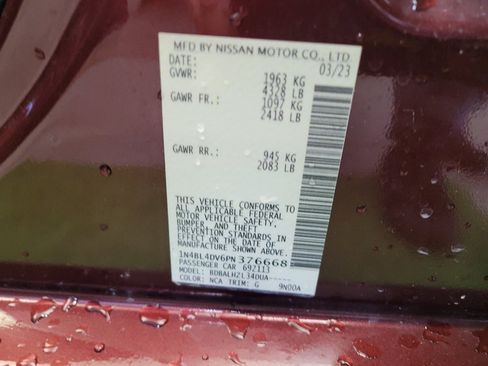 MFD BY NISSAN MOTOR CO., LTD.
DATE: 03/23
GVWR: 1963 KG
4328 LB
GAWR FR.: 1097 KG
2418 LB
GAWR RR.: 945 KG
2083 LB
THIS VEHICLE CONFORMS TO
ALL APPLICABLE FEDERAL
MOTOR VEHICLE SAFETY,
BUMPER, AND THEFT
PREVENTION STANDARDS IN
EFFECT ON THE DATE OF
MANUFACTURE SHOWN ABOVE.
1N4BL4DV6PN376668
PASSENGER CAR 692113
MODEL: BDBALHZL34DUA-----
COLOR: NCA TRIM: G 9N00A